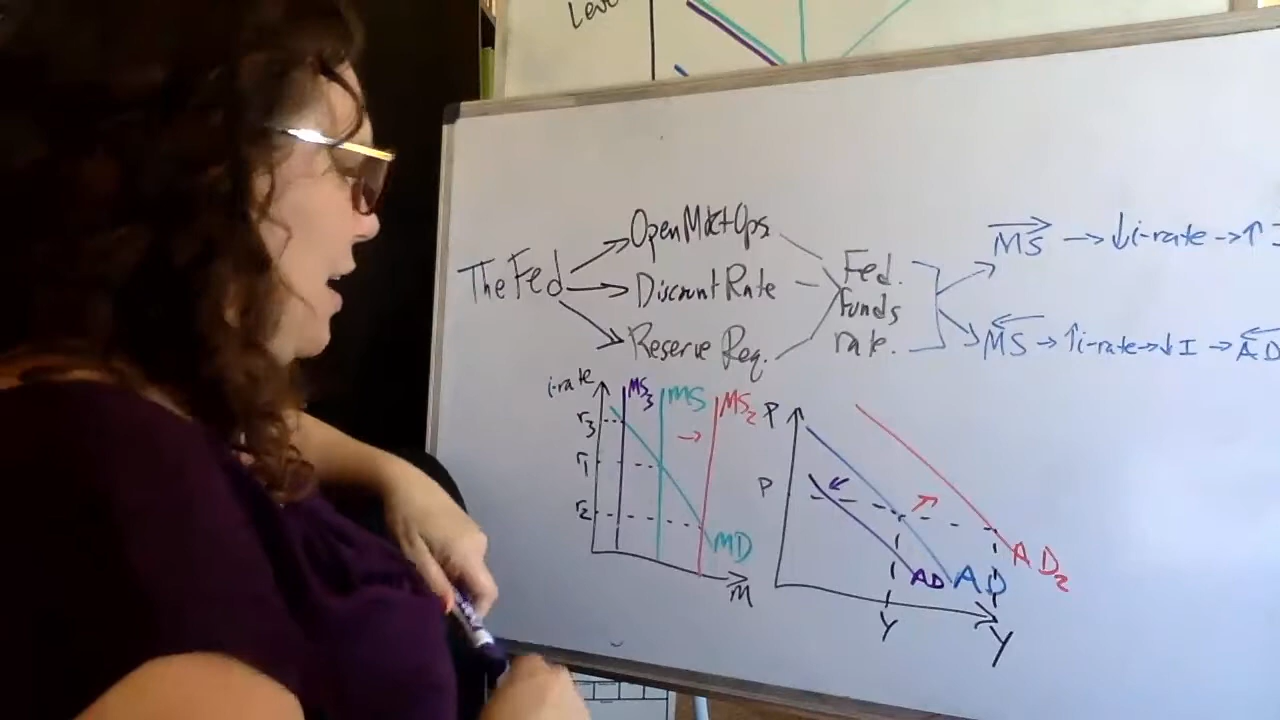 Leve
The Fed
Open Mkt Ops.
Discount Rate
Reserve Req.
Fed.
funds
rate.
MS → ↓i-rate → ↑ I
MS → ↑i-rate → ↓ I → AD
i-rate
MS3
MS
MS2
r3
r1
r2
MD
M
P
P
AD
AD
AD2
Y
Y